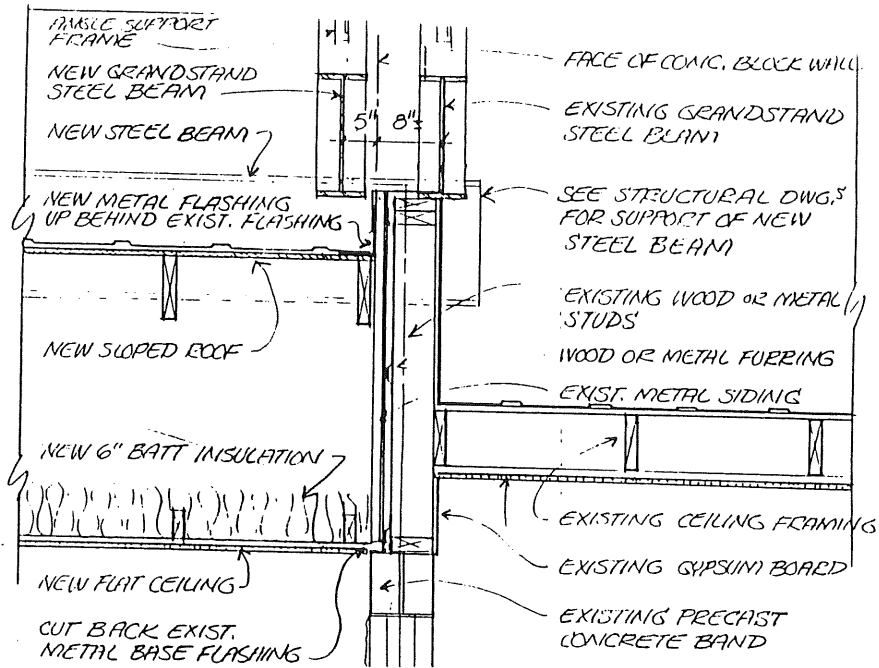 ANGLE SUPPORT
FRAME
NEW GRANDSTAND
STEEL BEAM
NEW STEEL BEAM
NEW METAL FLASHING
UP BEHIND EXIST. FLASHING
NEW SLOPED ROOF
NEW 6" BATT INSULATION
NEW FLAT CEILING
CUT BACK EXIST.
METAL BASE FLASHING
5" 8"±
FACE OF CONC. BLOCK WALL
EXISTING GRANDSTAND
STEEL BEAM
SEE STRUCTURAL DWG.S
FOR SUPPORT OF NEW
STEEL BEAM
EXISTING WOOD OR METAL
STUDS
WOOD OR METAL FURRING
EXIST. METAL SIDING
EXISTING CEILING FRAMING
EXISTING GYPSUM BOARD
EXISTING PRECAST
CONCRETE BAND